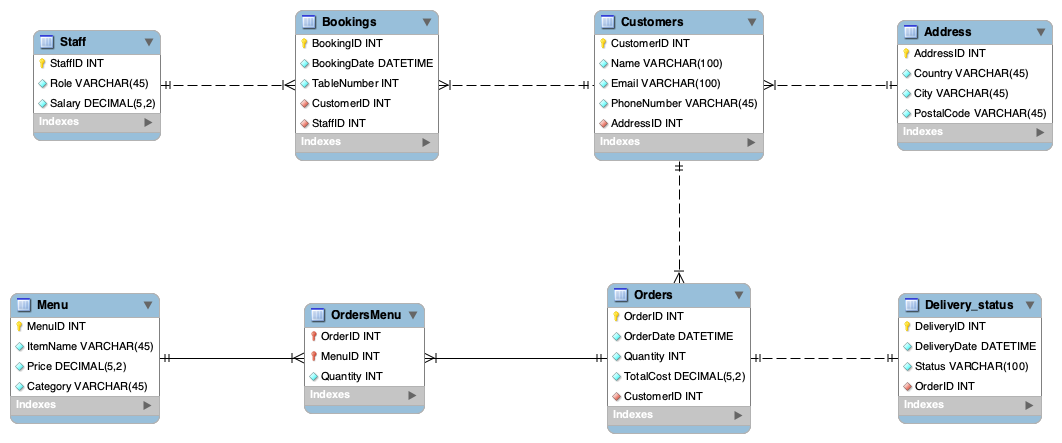 Staff
StaffID INT
Role VARCHAR(45)
Salary DECIMAL(5,2)
Indexes
Bookings
BookingID INT
BookingDate DATETIME
TableNumber INT
CustomerID INT
StaffID INT
Indexes
Customers
CustomerID INT
Name VARCHAR(100)
Email VARCHAR(100)
PhoneNumber VARCHAR(45)
AddressID INT
Indexes
Address
AddressID INT
Country VARCHAR(45)
City VARCHAR(45)
PostalCode VARCHAR(45)
Indexes
Menu
MenuID INT
ItemName VARCHAR(45)
Price DECIMAL(5,2)
Category VARCHAR(45)
Indexes
OrdersMenu
OrderID INT
MenuID INT
Quantity INT
Indexes
Orders
OrderID INT
OrderDate DATETIME
Quantity INT
TotalCost DECIMAL(5,2)
CustomerID INT
Indexes
Delivery_status
DeliveryID INT
DeliveryDate DATETIME
Status VARCHAR(100)
OrderID INT
Indexes